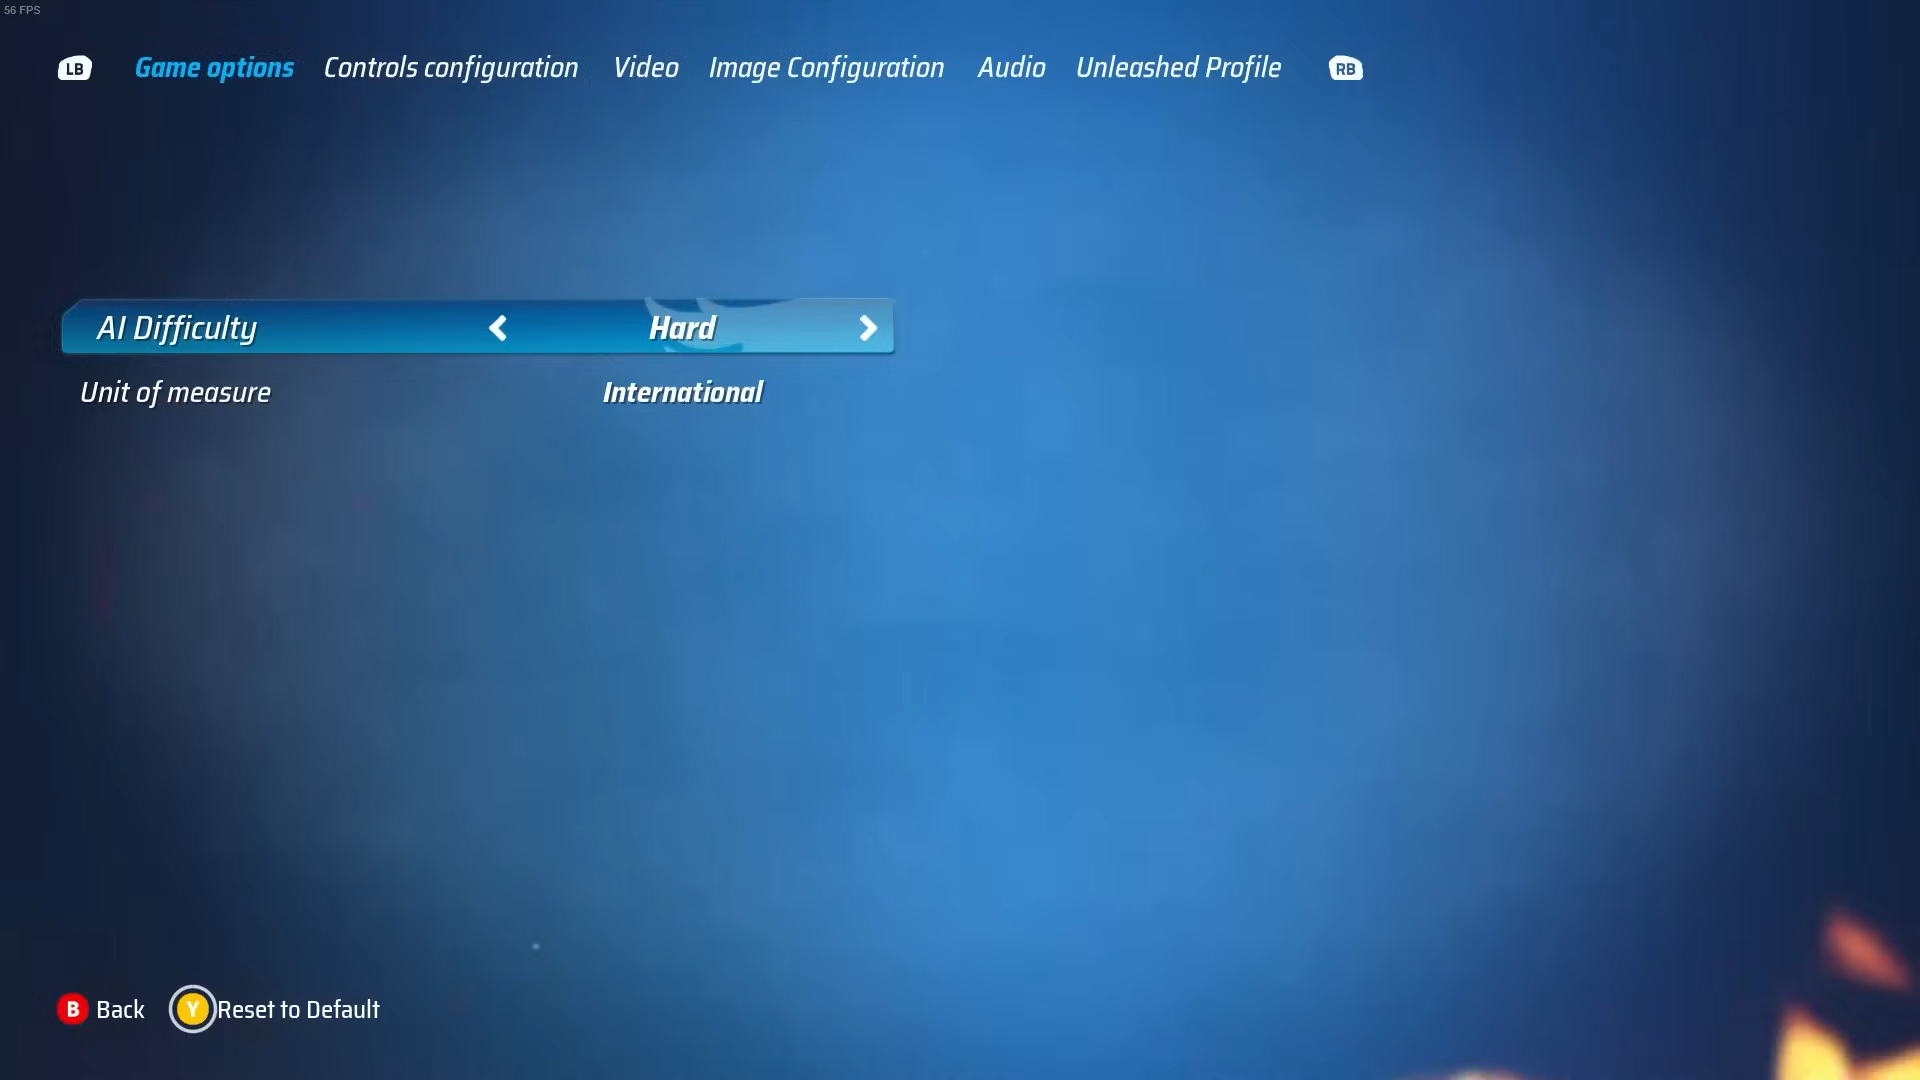 56 FPS
LB Game options Controls configuration Video Image Configuration Audio Unleashed Profile RB
AI Difficulty Hard
Unit of measure International
B Back Y Reset to Default